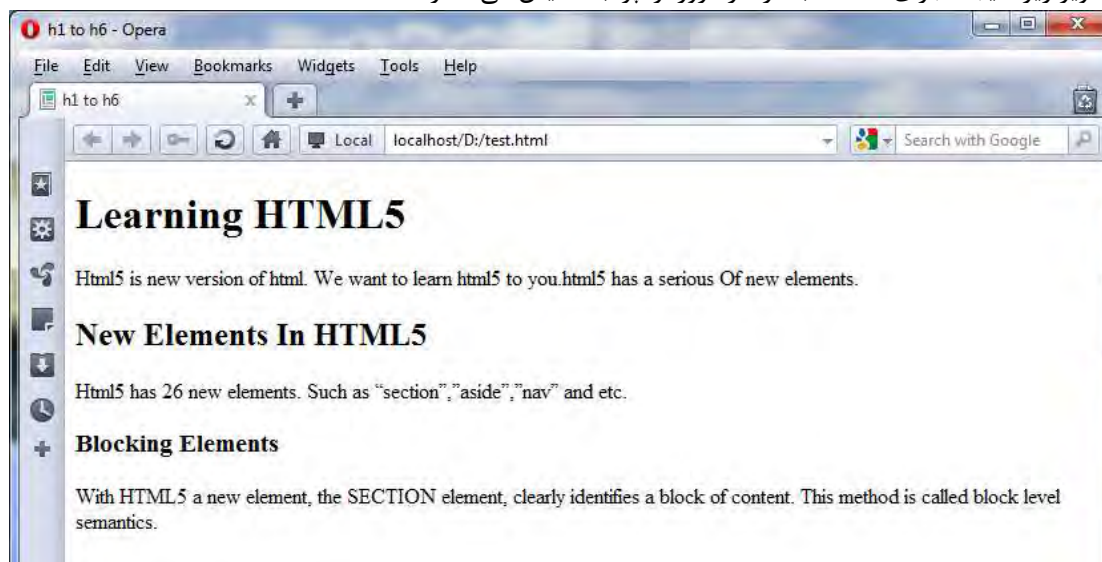 h1 to h6 - Opera
File Edit View Bookmarks Widgets Tools Help
h1 to h6
Local localhost/D:/test.html Search with Google
Learning HTML5
Html5 is new version of html. We want to learn html5 to you.html5 has a serious Of new elements.
New Elements In HTML5
Html5 has 26 new elements. Such as “section”,”aside”,”nav” and etc.
Blocking Elements
With HTML5 a new element, the SECTION element, clearly identifies a block of content. This method is called block level
semantics.